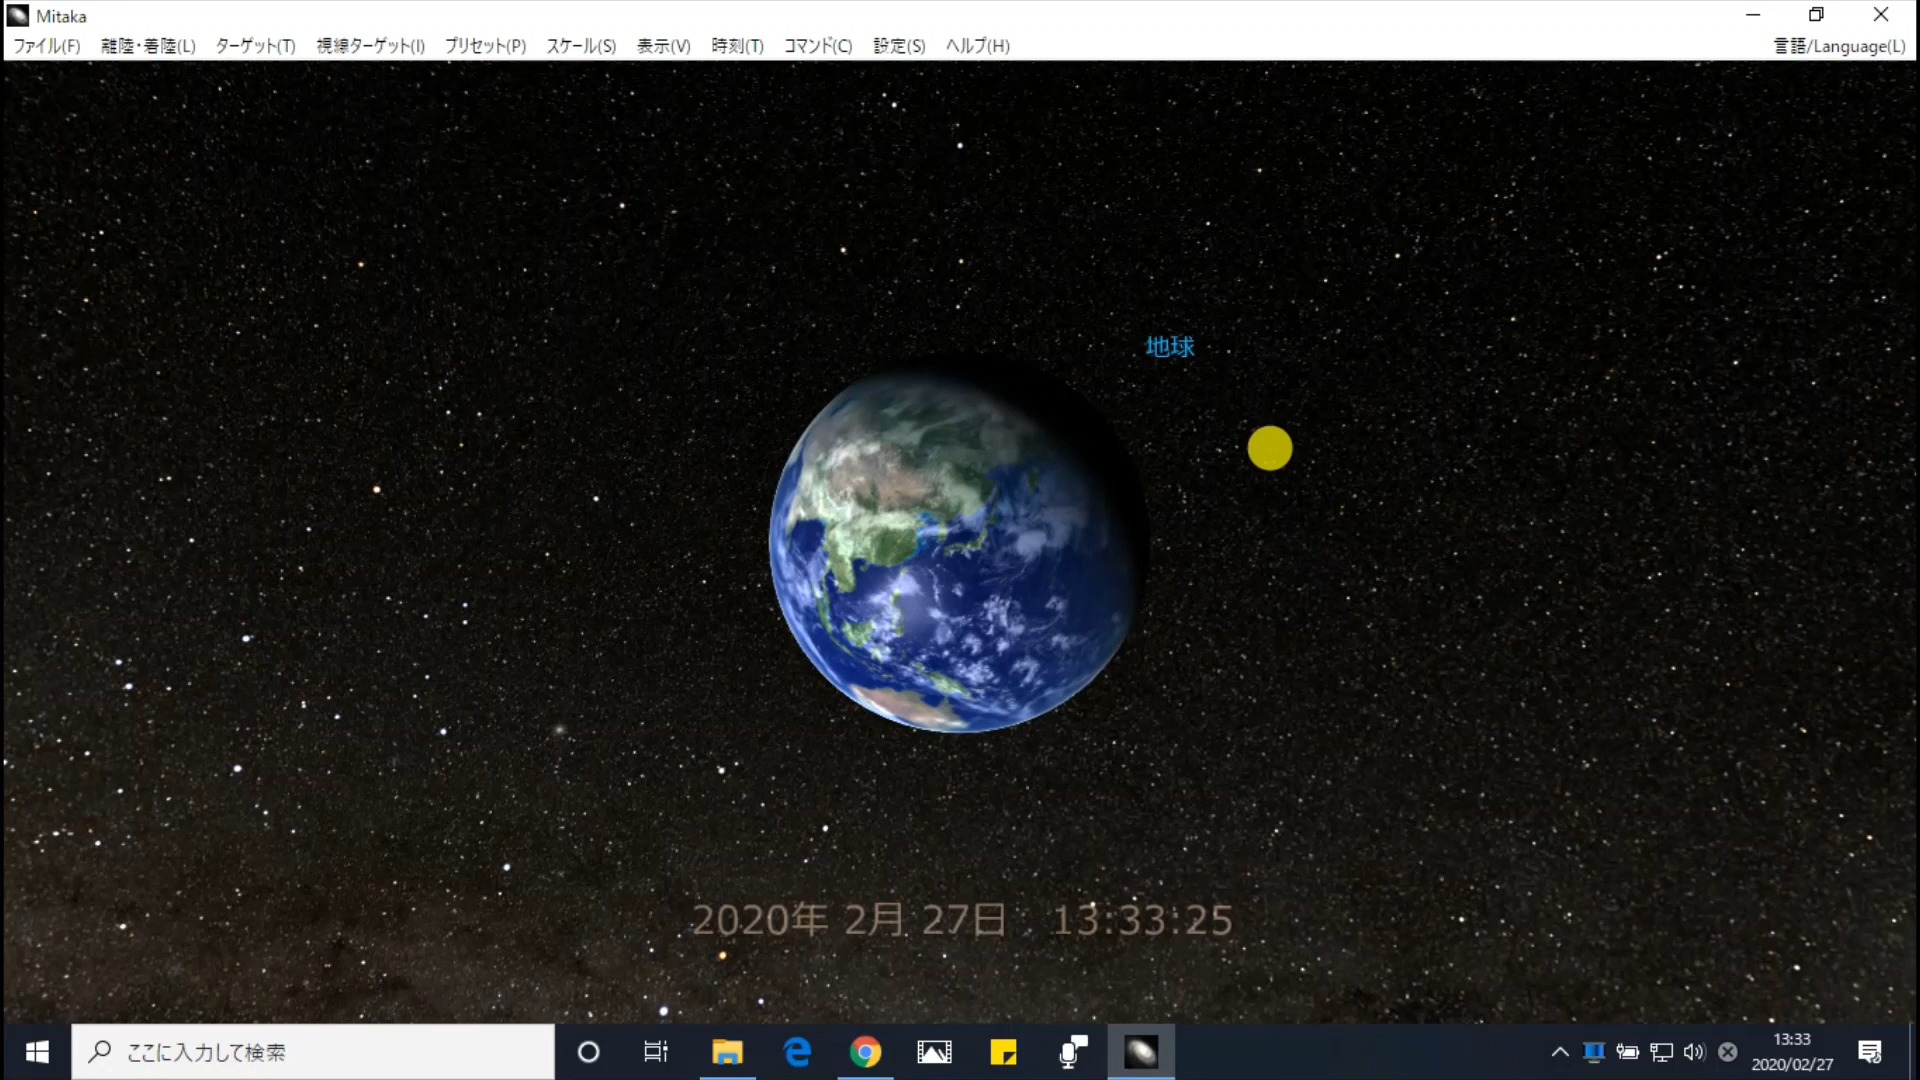 Mitaka
ファイル(F) 離陸・着陸(L) ターゲット(T) 視線ターゲット(I) プリセット(P) スケール(S) 表示(V) 時刻(T) コマンド(C) 設定(S) ヘルプ(H) 言語/Language(L)
地球
2020年 2月 27日 13:33:25
ここに入力して検索
13:33
2020/02/27